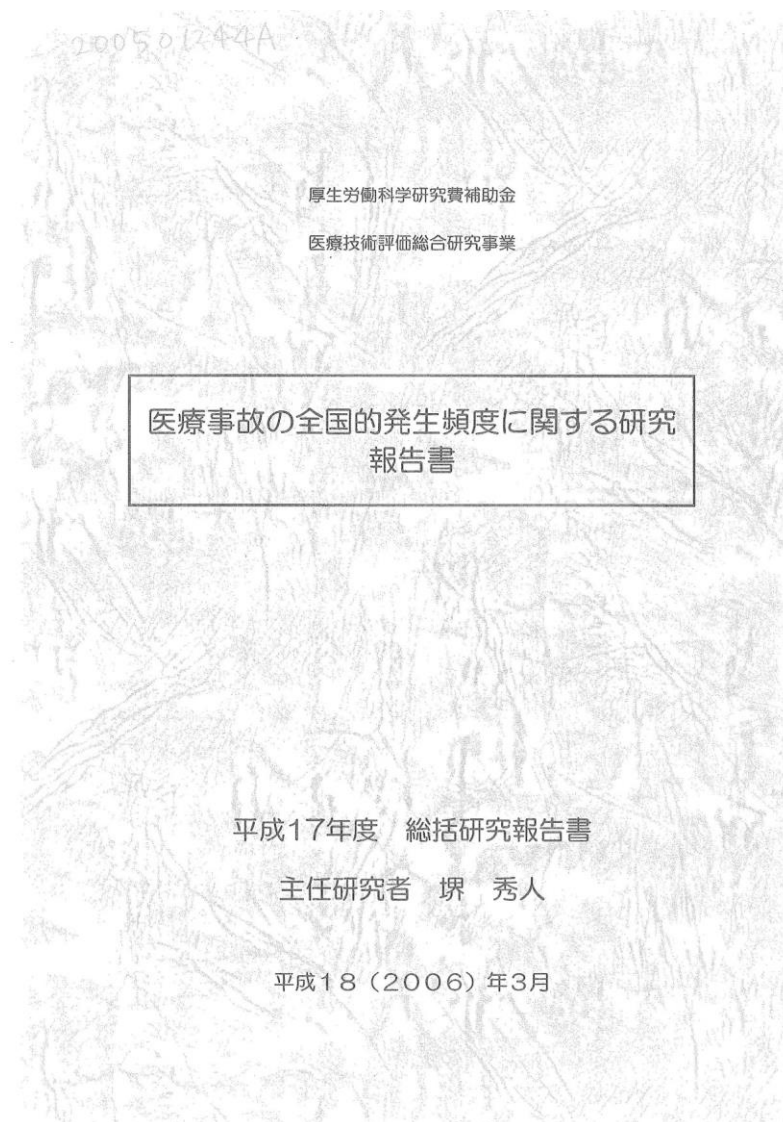 200501244A
厚生労働科学研究費補助金
医療技術評価総合研究事業
医療事故の全国的発生頻度に関する研究
報告書
平成17年度　総括研究報告書
主任研究者　堺　秀人
平成18（2006）年3月